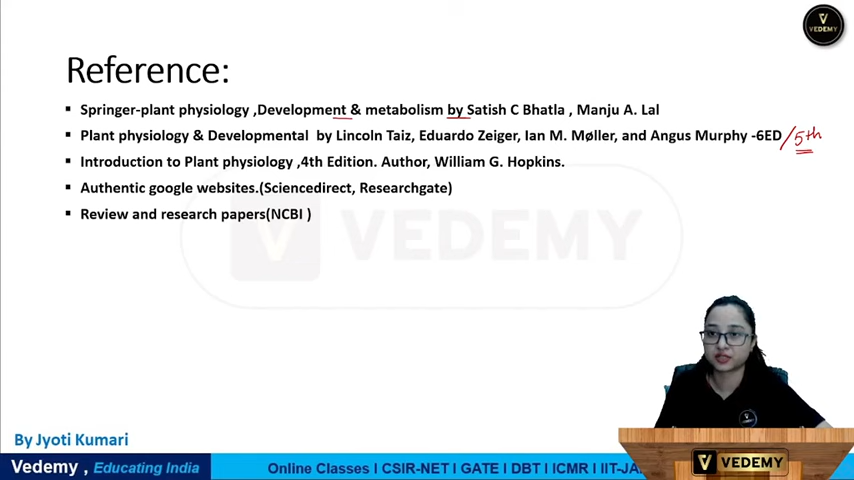 VEDEMY
Reference:
▪ Springer-plant physiology ,Development & metabolism by Satish C Bhatla , Manju A. Lal
▪ Plant physiology & Developmental by Lincoln Taiz, Eduardo Zeiger, Ian M. Møller, and Angus Murphy -6ED / 5th
▪ Introduction to Plant physiology ,4th Edition. Author, William G. Hopkins.
▪ Authentic google websites.(Sciencedirect, Researchgate)
▪ Review and research papers(NCBI )
VEDEMY
By Jyoti Kumari
Vedemy , Educating India
Online Classes I CSIR-NET I GATE I DBT I ICMR I IIT-JA
VEDEMY